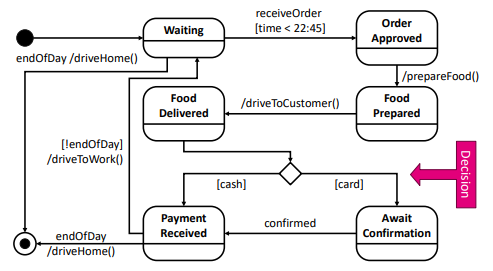 receiveOrder
[time < 22:45]
Waiting
Order
Approved
endOfDay /driveHome()
/prepareFood()
Food
Delivered
/driveToCustomer()
Food
Prepared
[!endOfDay]
/driveToWork()
Decision
[cash]
[card]
Payment
Received
confirmed
Await
Confirmation
endOfDay
/driveHome()